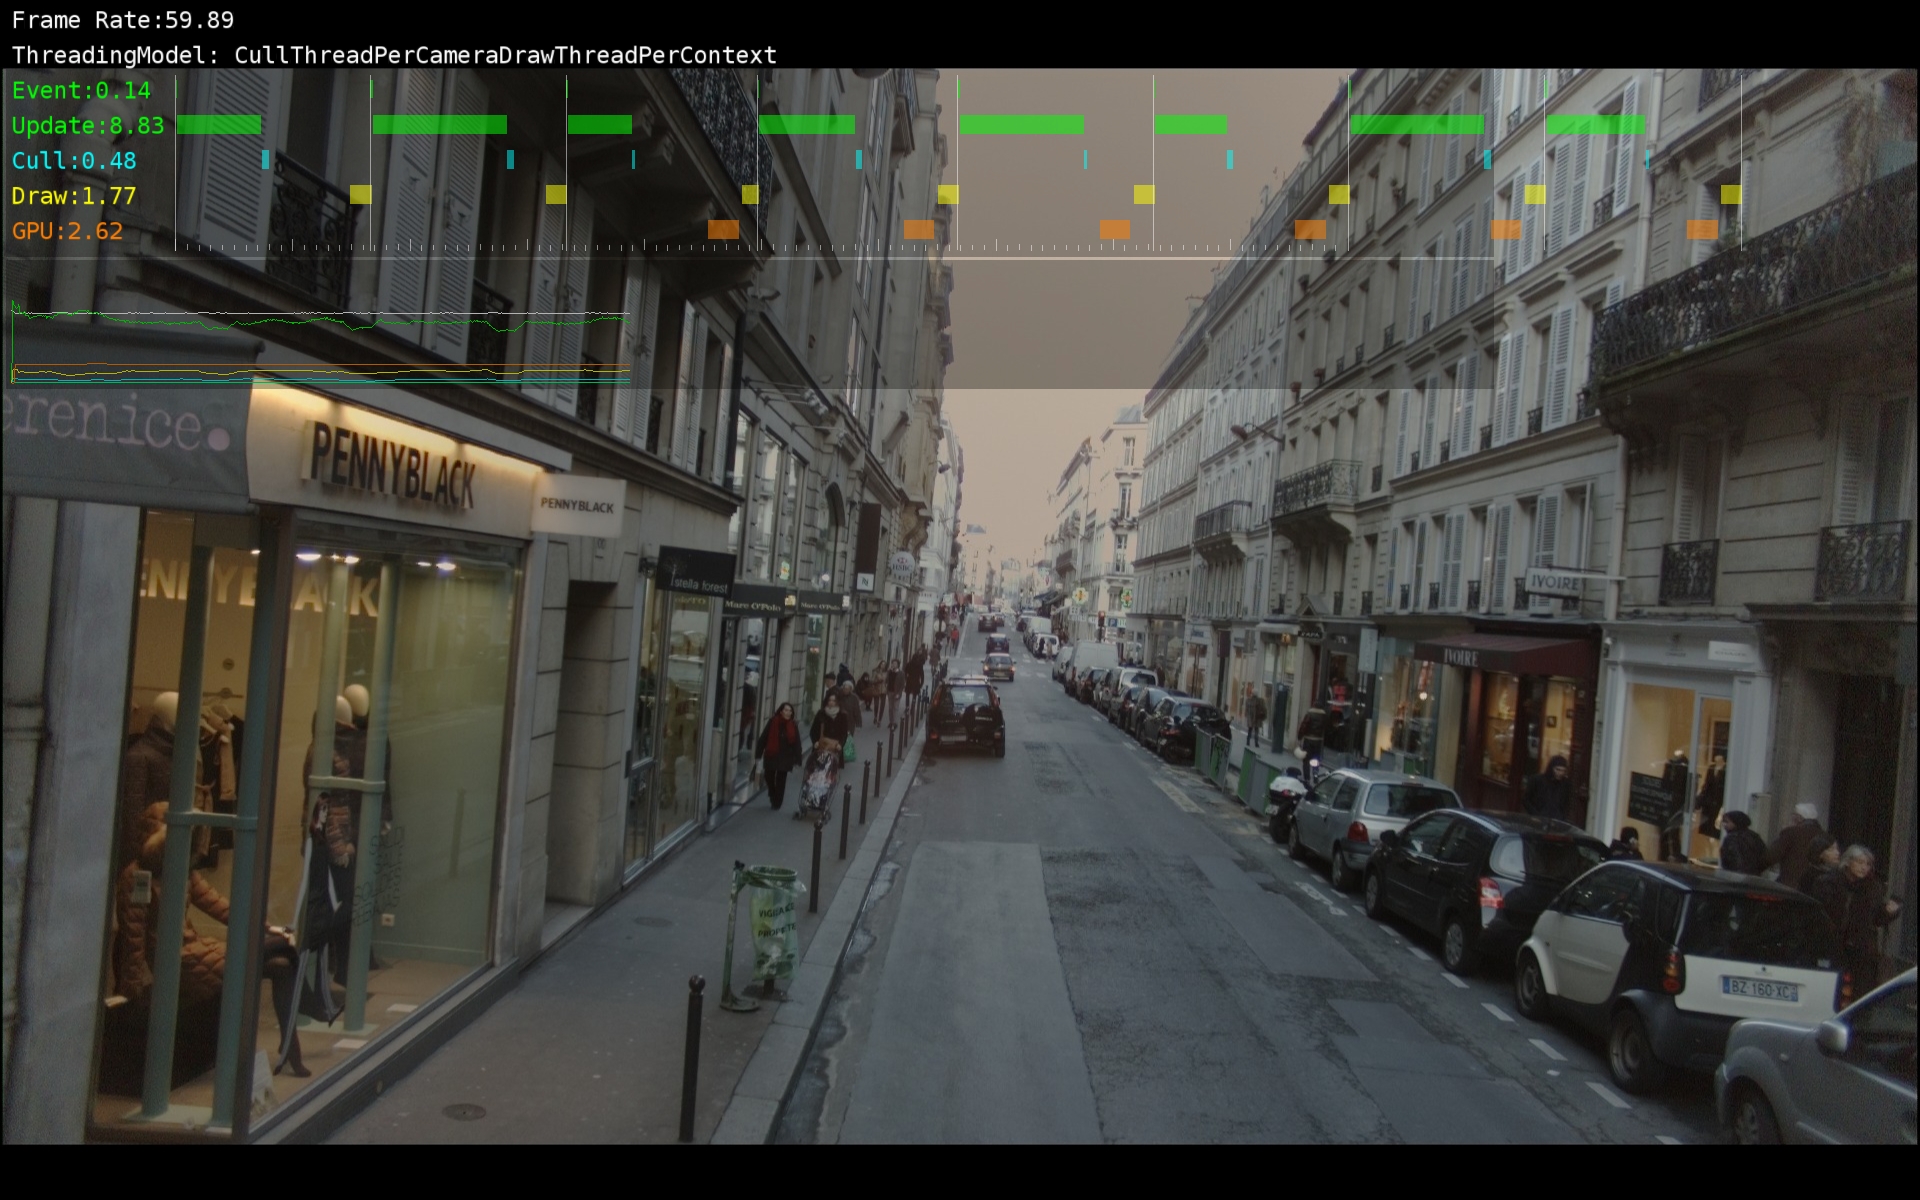 Frame Rate:59.89
ThreadingModel: CullThreadPerCameraDrawThreadPerContext
Event:0.14
Update:8.83
Cull:0.48
Draw:1.77
GPU:2.62
erenice.
PENNYBLACK
PENNYBLACK
ENNYBLACK
stella forest
Marc O'Polo
Marc O'Polo
IVOIRE
IVOIRE
VIGILANCE
PROPRETE
BZ 160 XC